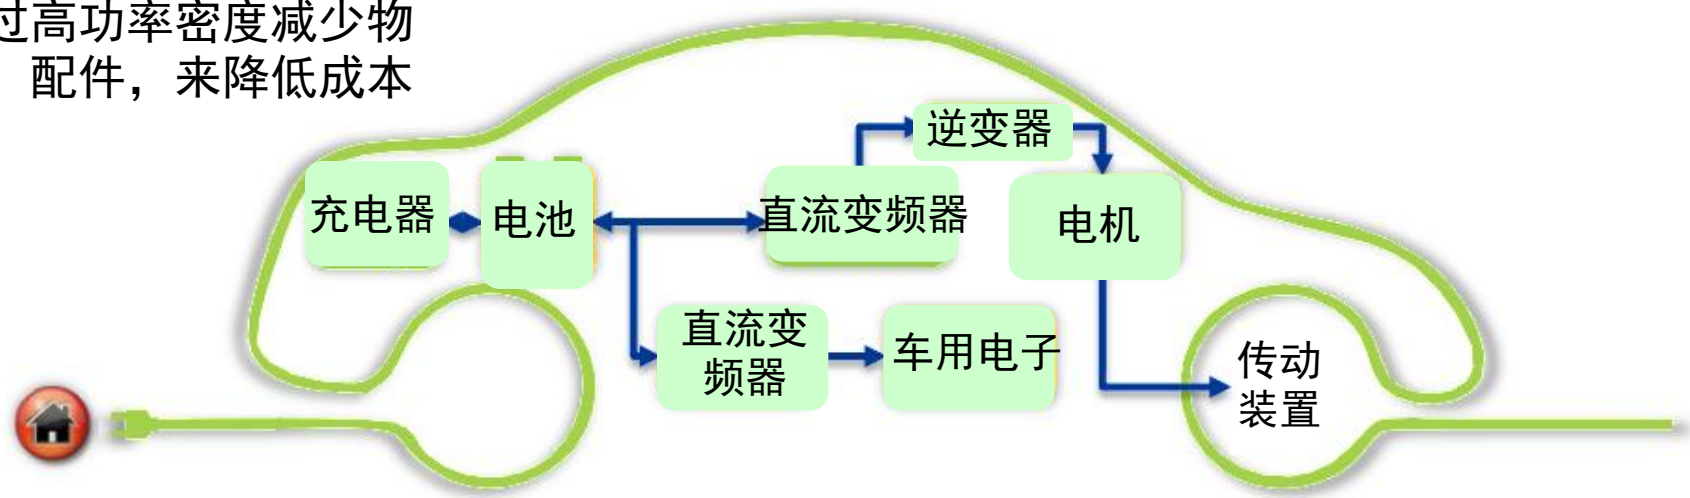 过高功率密度减少物
配件，来降低成本
逆变器
充电器
电池
直流变频器
电机
直流变
频器
车用电子
传动
装置